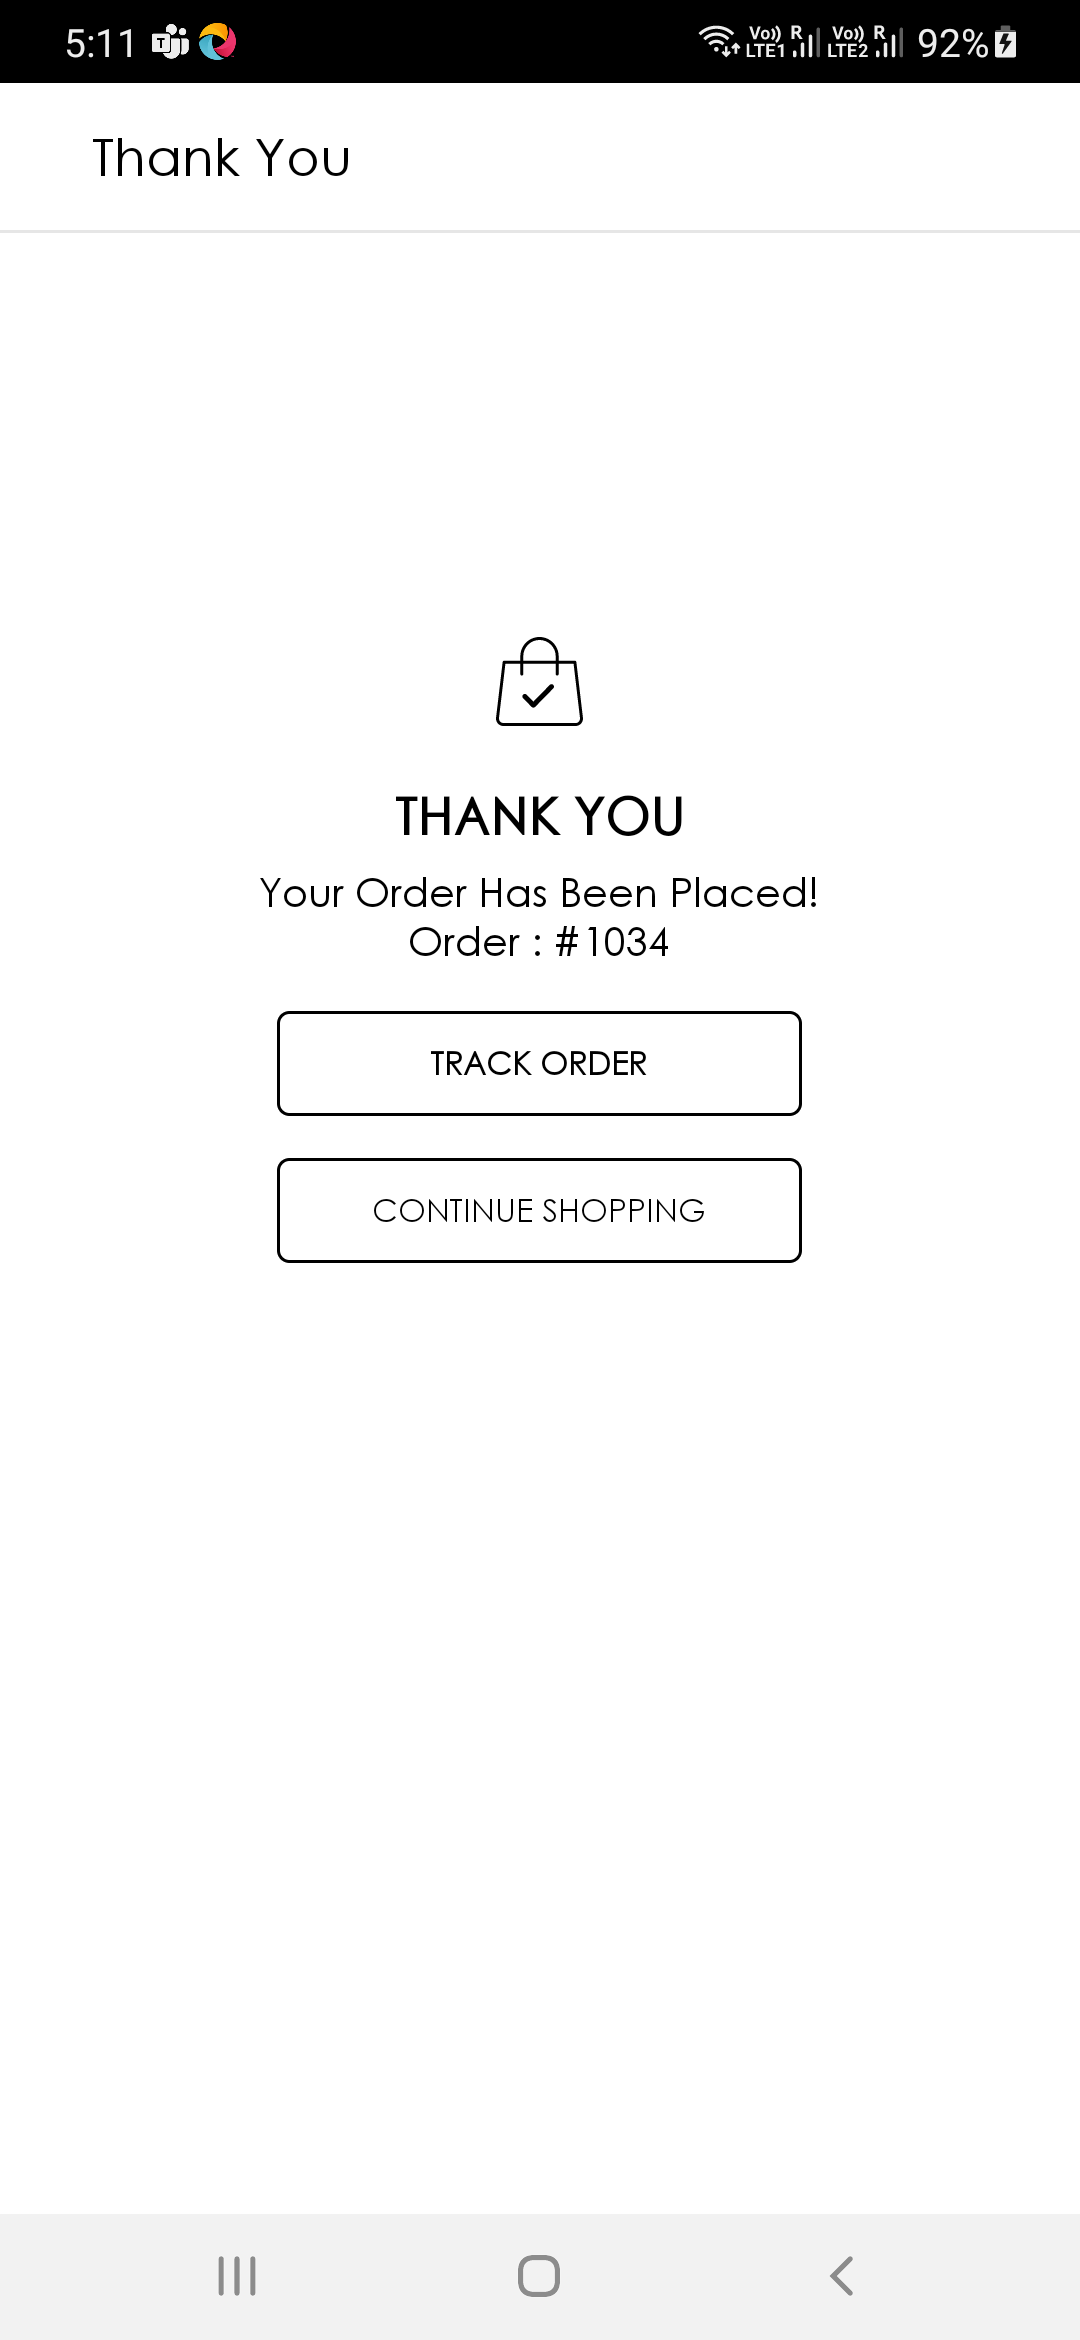 5:11 Vo)) R Vo)) R 92%
LTE1 LTE2
Thank You
THANK YOU
Your Order Has Been Placed!
Order : #1034
TRACK ORDER
CONTINUE SHOPPING